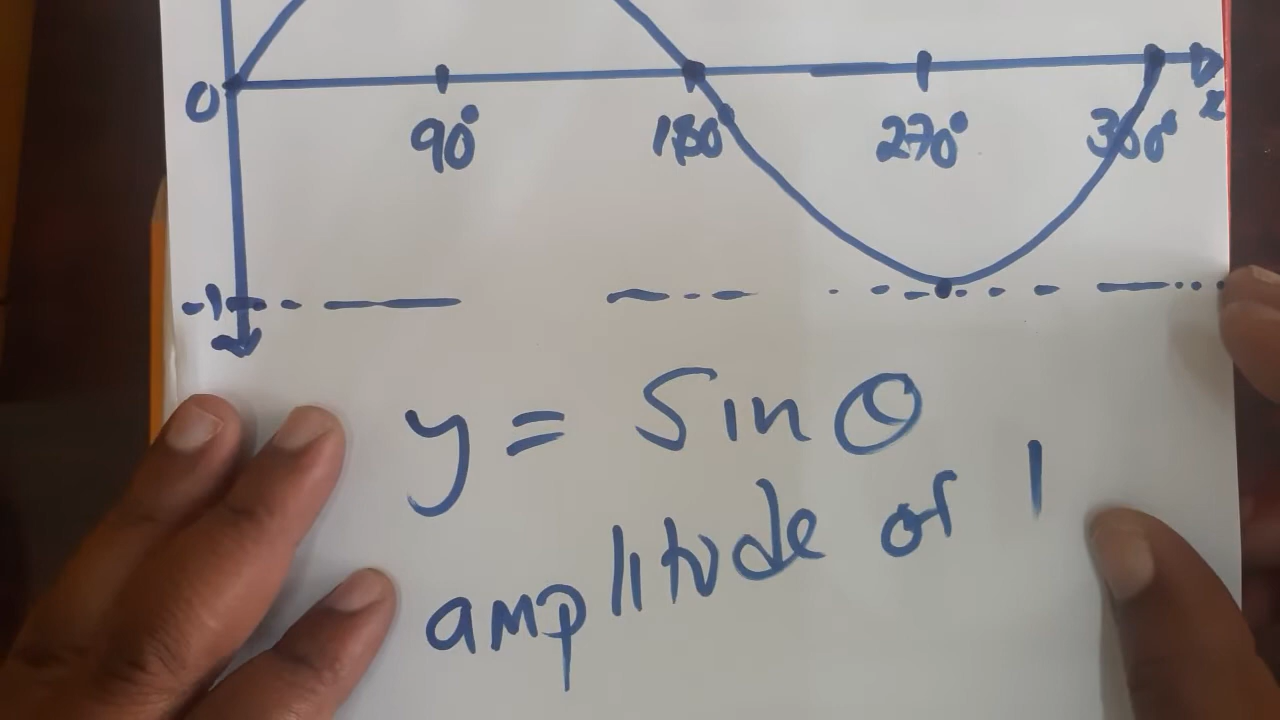 0 90° 180 270° 360° x
-1
y = Sin θ
amplitude of 1